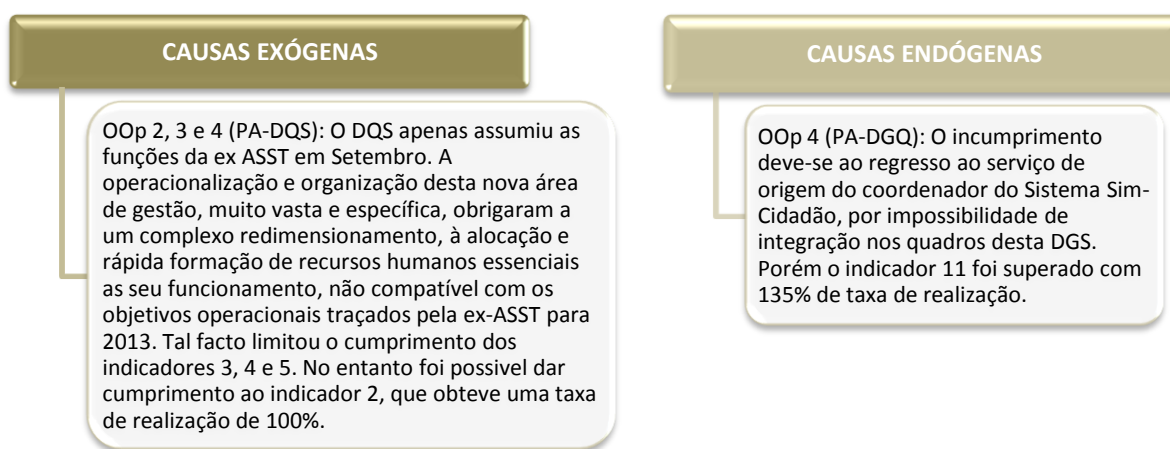 CAUSAS EXÓGENAS
OOp 2, 3 e 4 (PA-DQS): O DQS apenas assumiu as
funções da ex ASST em Setembro. A
operacionalização e organização desta nova área
de gestão, muito vasta e específica, obrigaram a
um complexo redimensionamento, à alocação e
rápida formação de recursos humanos essenciais
as seu funcionamento, não compatível com os
objetivos operacionais traçados pela ex-ASST para
2013. Tal facto limitou o cumprimento dos
indicadores 3, 4 e 5. No entanto foi possivel dar
cumprimento ao indicador 2, que obteve uma taxa
de realização de 100%.
CAUSAS ENDÓGENAS
OOp 4 (PA-DGQ): O incumprimento
deve-se ao regresso ao serviço de
origem do coordenador do Sistema Sim-
Cidadão, por impossibilidade de
integração nos quadros desta DGS.
Porém o indicador 11 foi superado com
135% de taxa de realização.